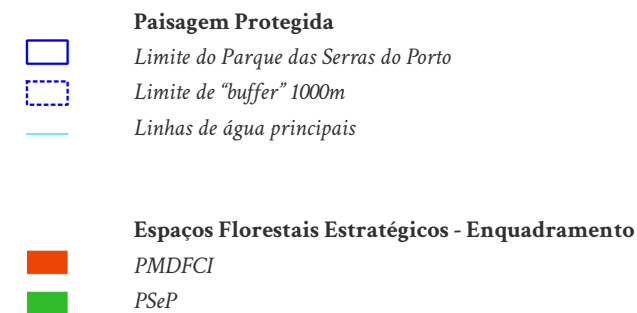 Paisagem Protegida
Limite do Parque das Serras do Porto
Limite de “buffer” 1000m
Linhas de água principais
Espaços Florestais Estratégicos - Enquadramento
PMDFCI
PSeP